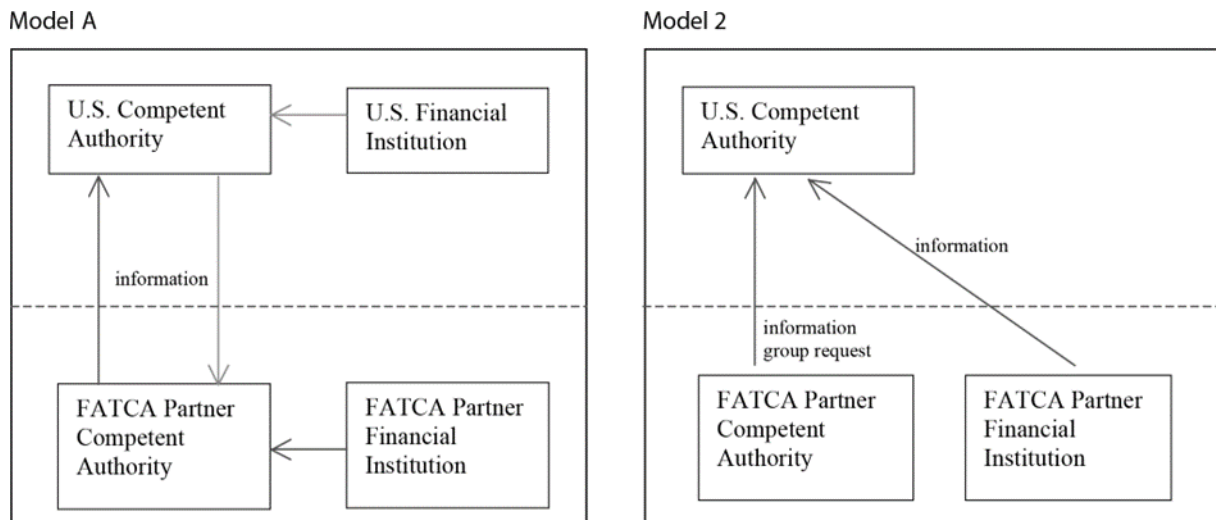 Model A
U.S. Competent
Authority
U.S. Financial
Institution
information
FATCA Partner
Competent
Authority
FATCA Partner
Financial
Institution
Model 2
U.S. Competent
Authority
information
information
group request
FATCA Partner
Competent
Authority
FATCA Partner
Financial
Institution